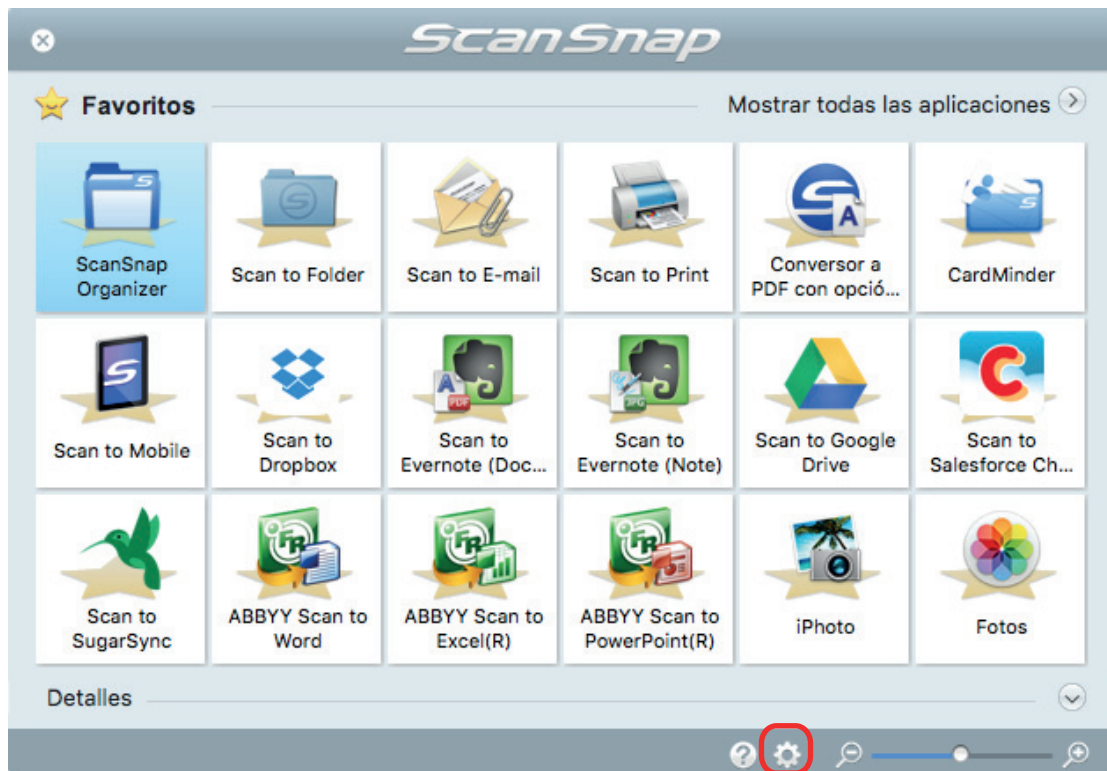 ScanSnap
Favoritos
Mostrar todas las aplicaciones
ScanSnap
Organizer
Scan to Folder
Scan to E-mail
Scan to Print
Conversor a
PDF con opció...
CardMinder
Scan to Mobile
Scan to
Dropbox
Scan to
Evernote (Doc...
Scan to
Evernote (Note)
Scan to Google
Drive
Scan to
Salesforce Ch...
Scan to
SugarSync
ABBYY Scan to
Word
ABBYY Scan to
Excel(R)
ABBYY Scan to
PowerPoint(R)
iPhoto
Fotos
Detalles